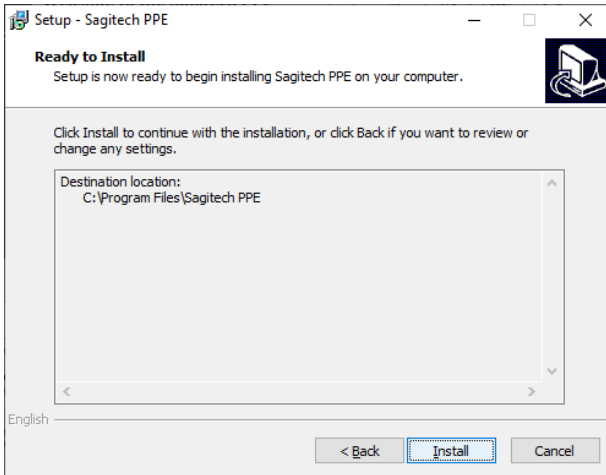 Setup - Sagitech PPE
Ready to Install
Setup is now ready to begin installing Sagitech PPE on your computer.
Click Install to continue with the installation, or click Back if you want to review or
change any settings.
Destination location:
C:\Program Files\Sagitech PPE
English
< Back
Install
Cancel